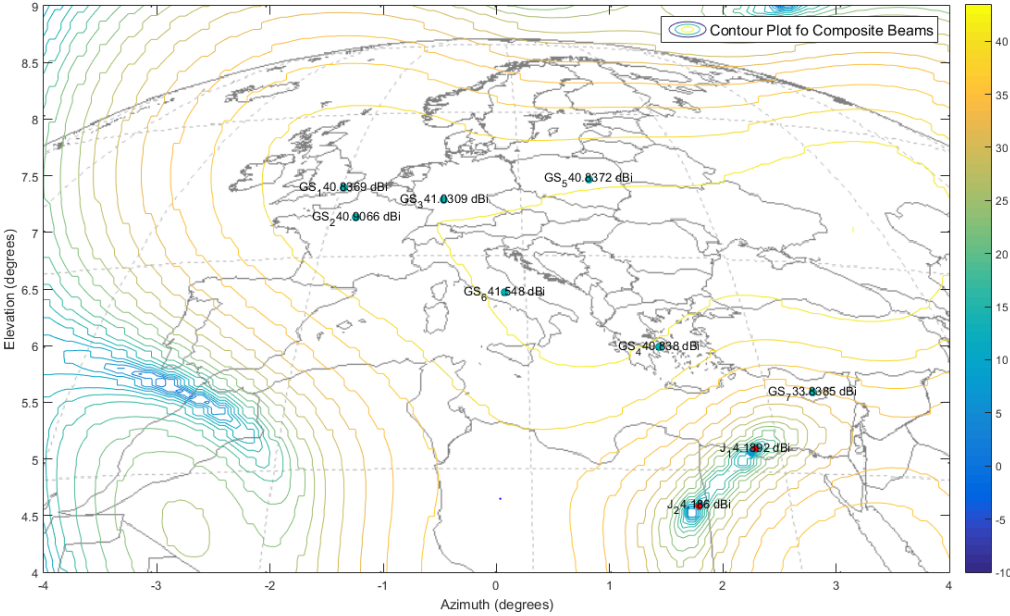 Contour Plot fo Composite Beams
9
8.5
8
7.5
7
6.5
6
5.5
5
4.5
4
Elevation (degrees)
GS1 40.8369 dBi
GS2 40.9066 dBi
GS3 41.0309 dBi
GS5 40.8372 dBi
GS6 41.548 dBi
GS4 40.838 dBi
GS7 33.8385 dBi
J1 4.1892 dBi
J2 4.186 dBi
-4 -3 -2 -1 0 1 2 3 4
Azimuth (degrees)
40
35
30
25
20
15
10
5
0
-5
-10